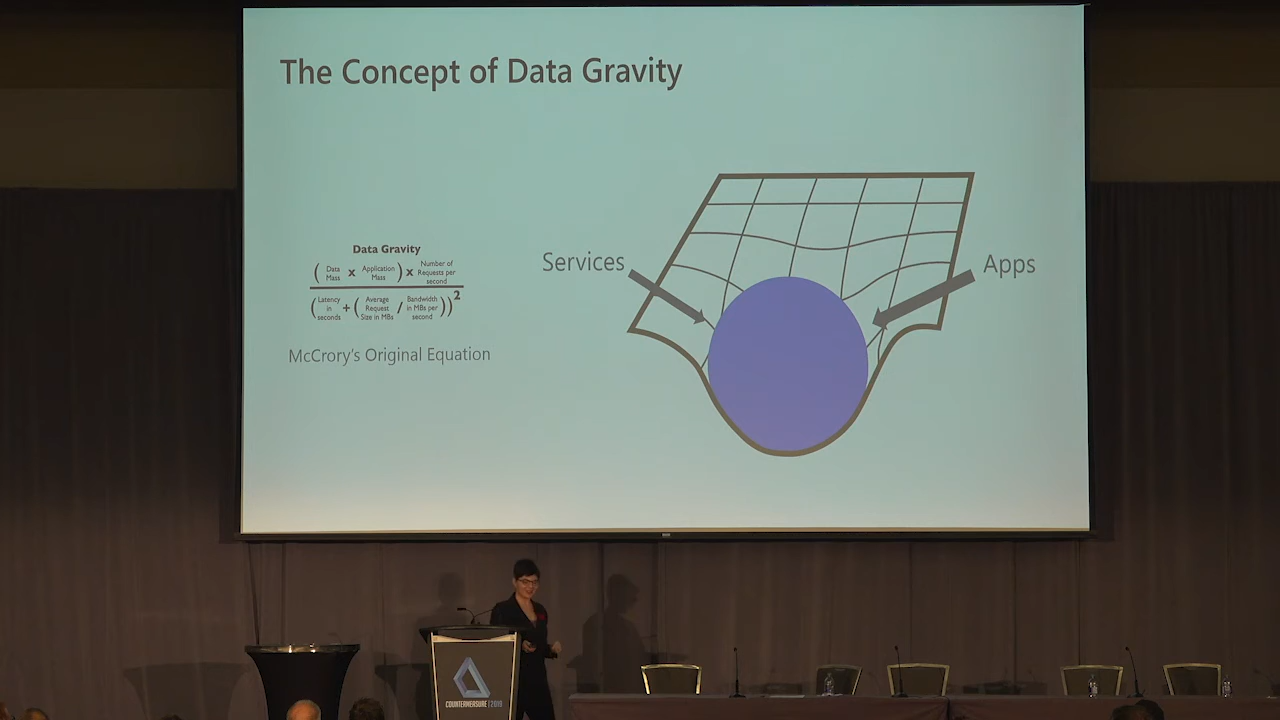 The Concept of Data Gravity
Data Gravity
( Data Mass x Application Mass ) x Number of Requests per second
( Latency in seconds + ( Average Request Size in MBs / Bandwidth in MBs per second ) ) 2
McCrory's Original Equation
Services
Apps
COUNTERMEASURE | 2019